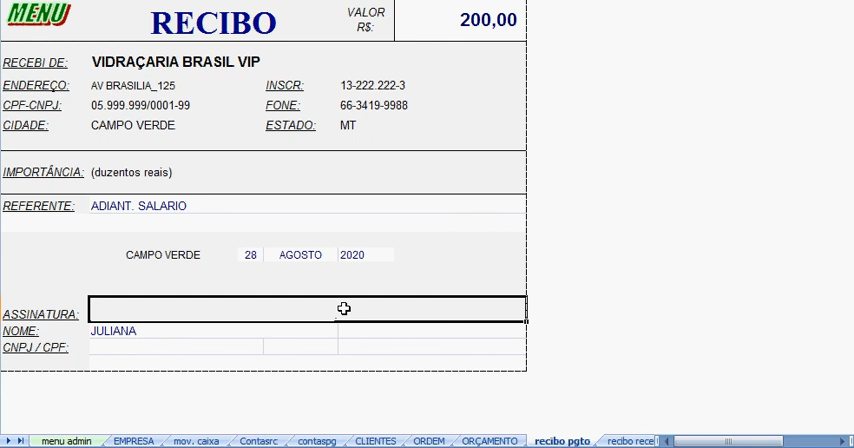 MENU
RECIBO
VALOR R$:
200,00
RECEBI DE: VIDRAÇARIA BRASIL VIP
ENDEREÇO: AV BRASILIA_125 INSCR: 13-222.222-3
CPF-CNPJ: 05.999.999/0001-99 FONE: 66-3419-9988
CIDADE: CAMPO VERDE ESTADO: MT
IMPORTÂNCIA: (duzentos reais)
REFERENTE: ADIANT. SALARIO
CAMPO VERDE 28 AGOSTO 2020
ASSINATURA:
NOME: JULIANA
CNPJ / CPF:
menu admin EMPRESA mov. caixa Contasrc contaspg CLIENTES ORDEM ORÇAMENTO recibo pgto recibo rece